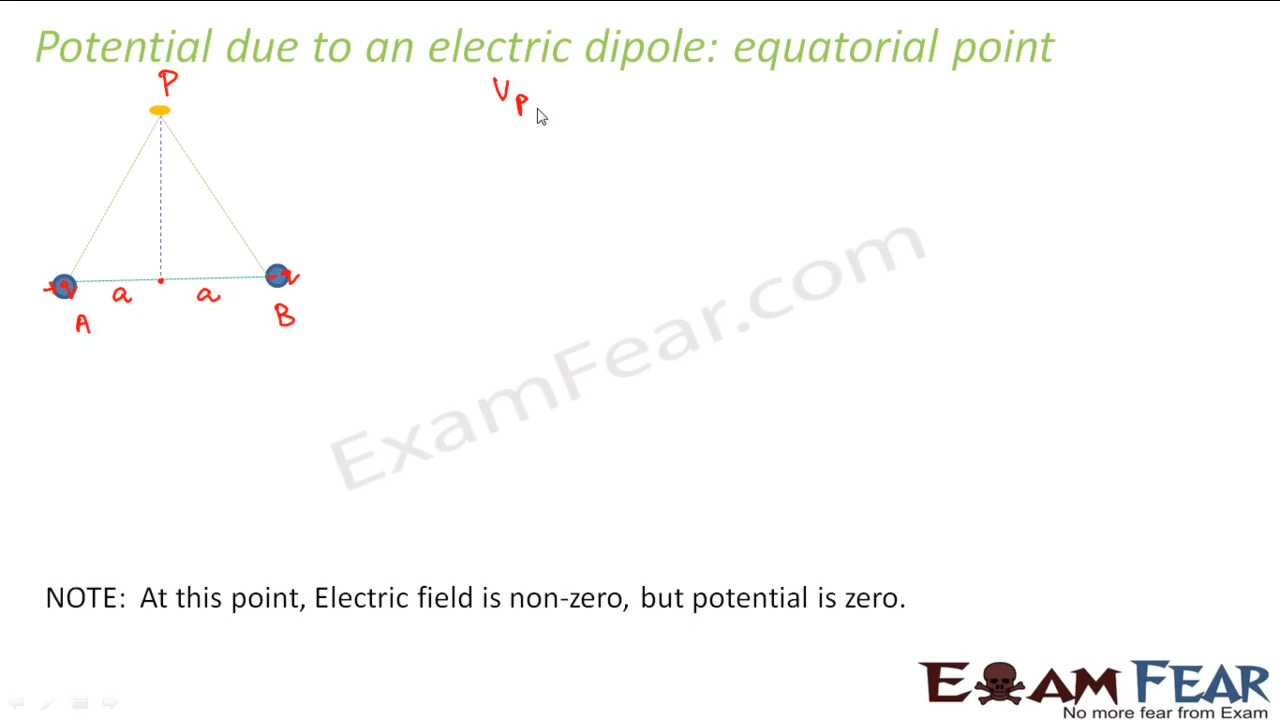 Potential due to an electric dipole: equatorial point
P
V P
+q
-q
a
a
A
B
ExamFear.com
NOTE: At this point, Electric field is non-zero, but potential is zero.
EXAM FEAR
No more fear from Exam